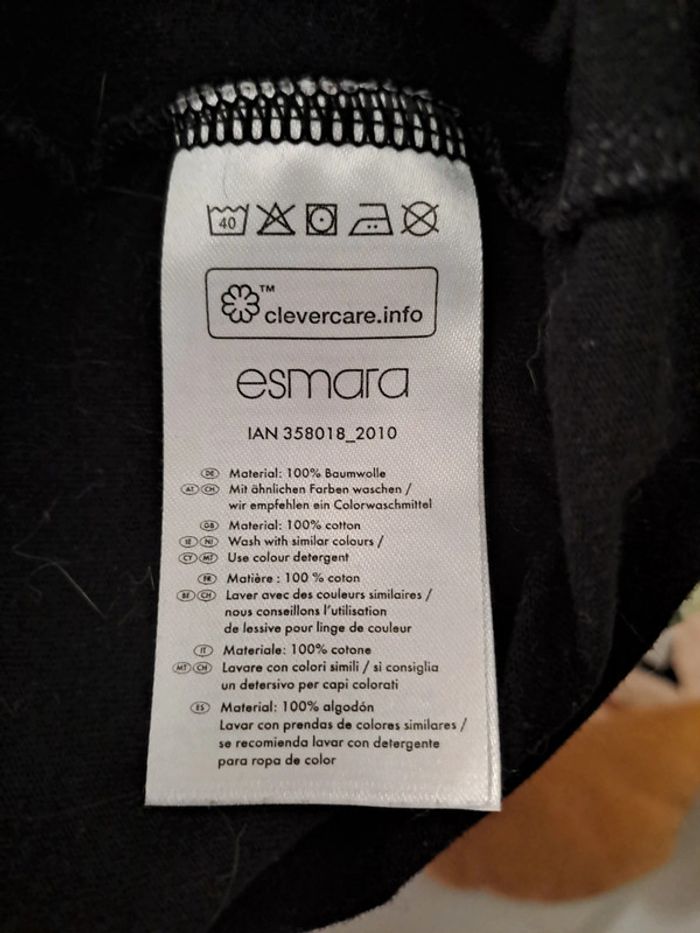 40
™
clevercare.info
esmara
IAN 358018_2010
DE Material: 100% Baumwolle
AT CH Mit ähnlichen Farben waschen /
wir empfehlen ein Colorwaschmittel
GB Material: 100% cotton
IE NI Wash with similar colours /
CY MT Use colour detergent
FR Matière : 100 % coton
BE CH Laver avec des couleurs similaires /
nous conseillons l'utilisation
de lessive pour linge de couleur
IT Materiale: 100% cotone
MT CH Lavare con colori simili / si consiglia
un detersivo per capi colorati
ES Material: 100% algodón
Lavar con prendas de colores similares /
se recomienda lavar con detergente
para ropa de color